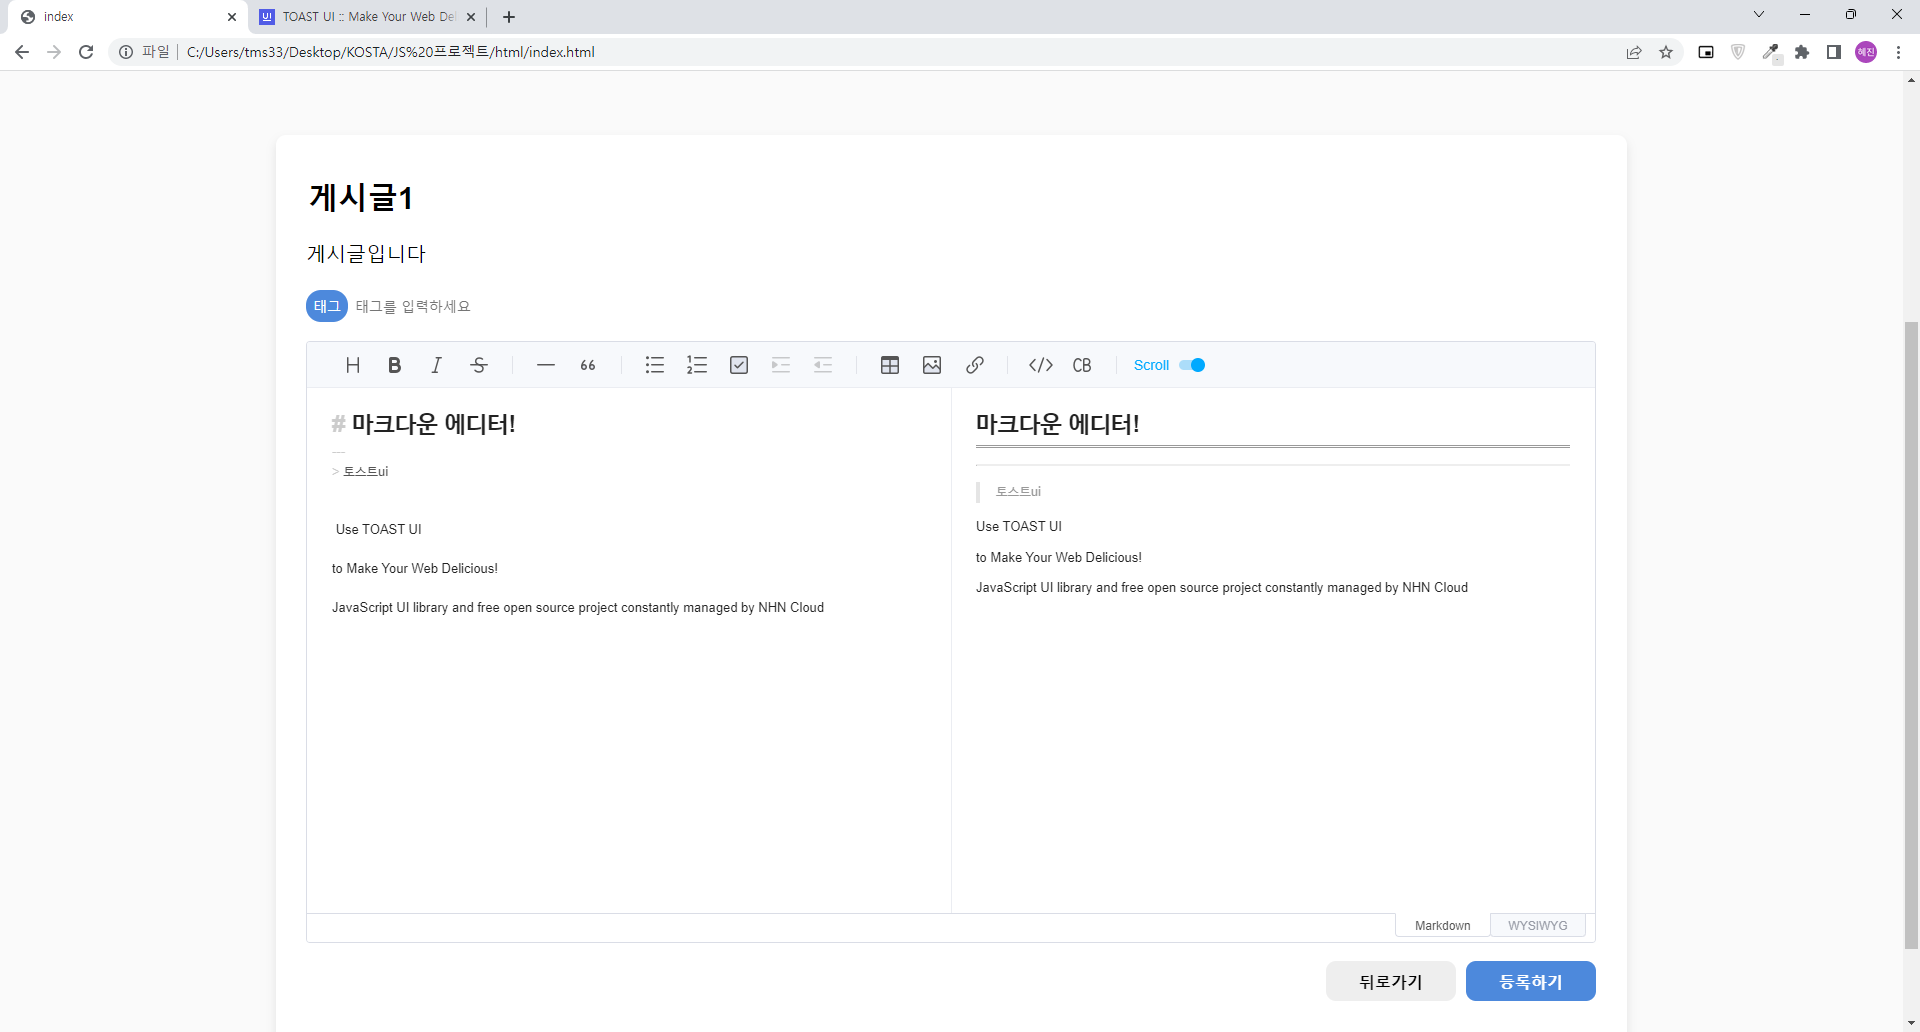 index
TOAST UI :: Make Your Web Del
파일
C:/Users/tms33/Desktop/KOSTA/JS%20프로젝트/html/index.html
혜진
게시글1
게시글입니다
태그 태그를 입력하세요
H B I S 66 CB Scroll
# 마크다운 에디터!
---
> 토스트ui
Use TOAST UI
to Make Your Web Delicious!
JavaScript UI library and free open source project constantly managed by NHN Cloud
마크다운 에디터!
토스트ui
Use TOAST UI
to Make Your Web Delicious!
JavaScript UI library and free open source project constantly managed by NHN Cloud
Markdown WYSIWYG
뒤로가기 등록하기